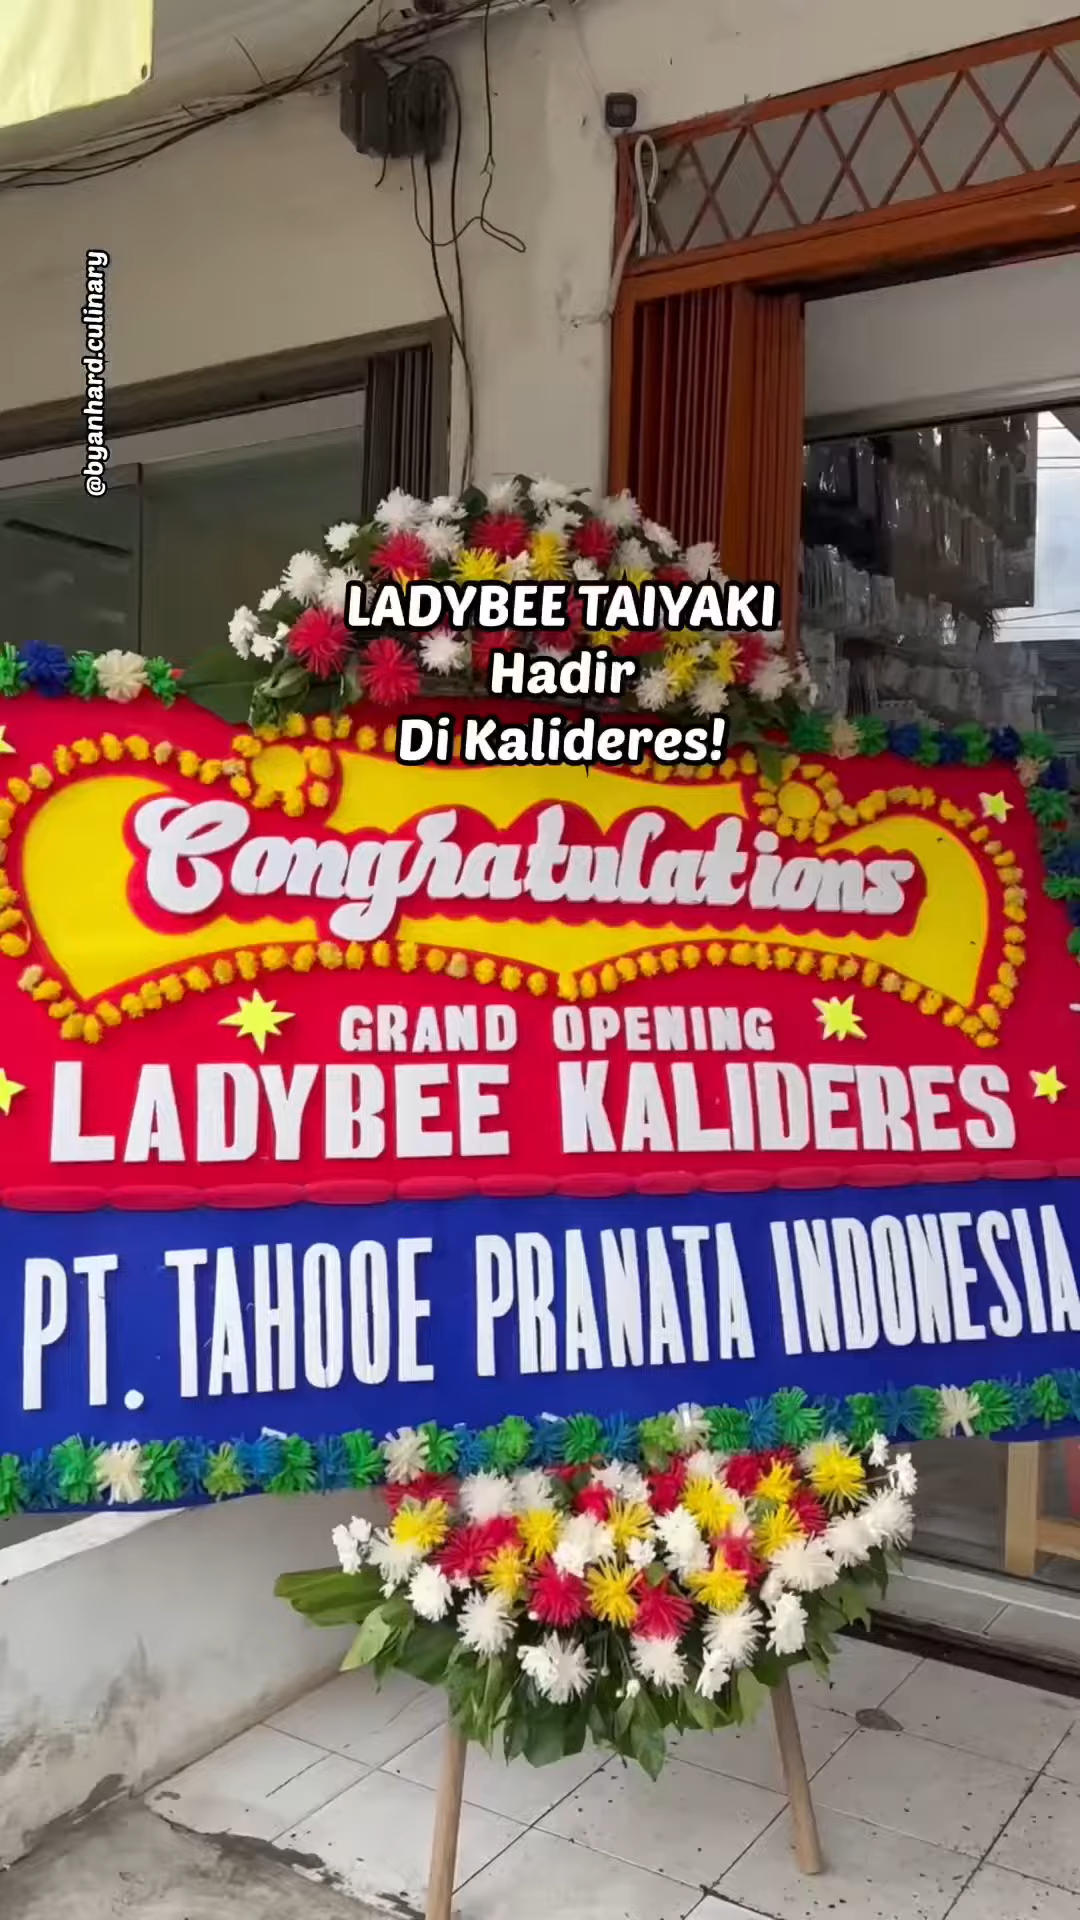 @byanhard.culinary
LADYBEE TAIYAKI
Hadir
Di Kalideres!
Congratulations
GRAND OPENING
LADYBEE KALIDERES
PT. TAHOOE PRANATA INDONESIA